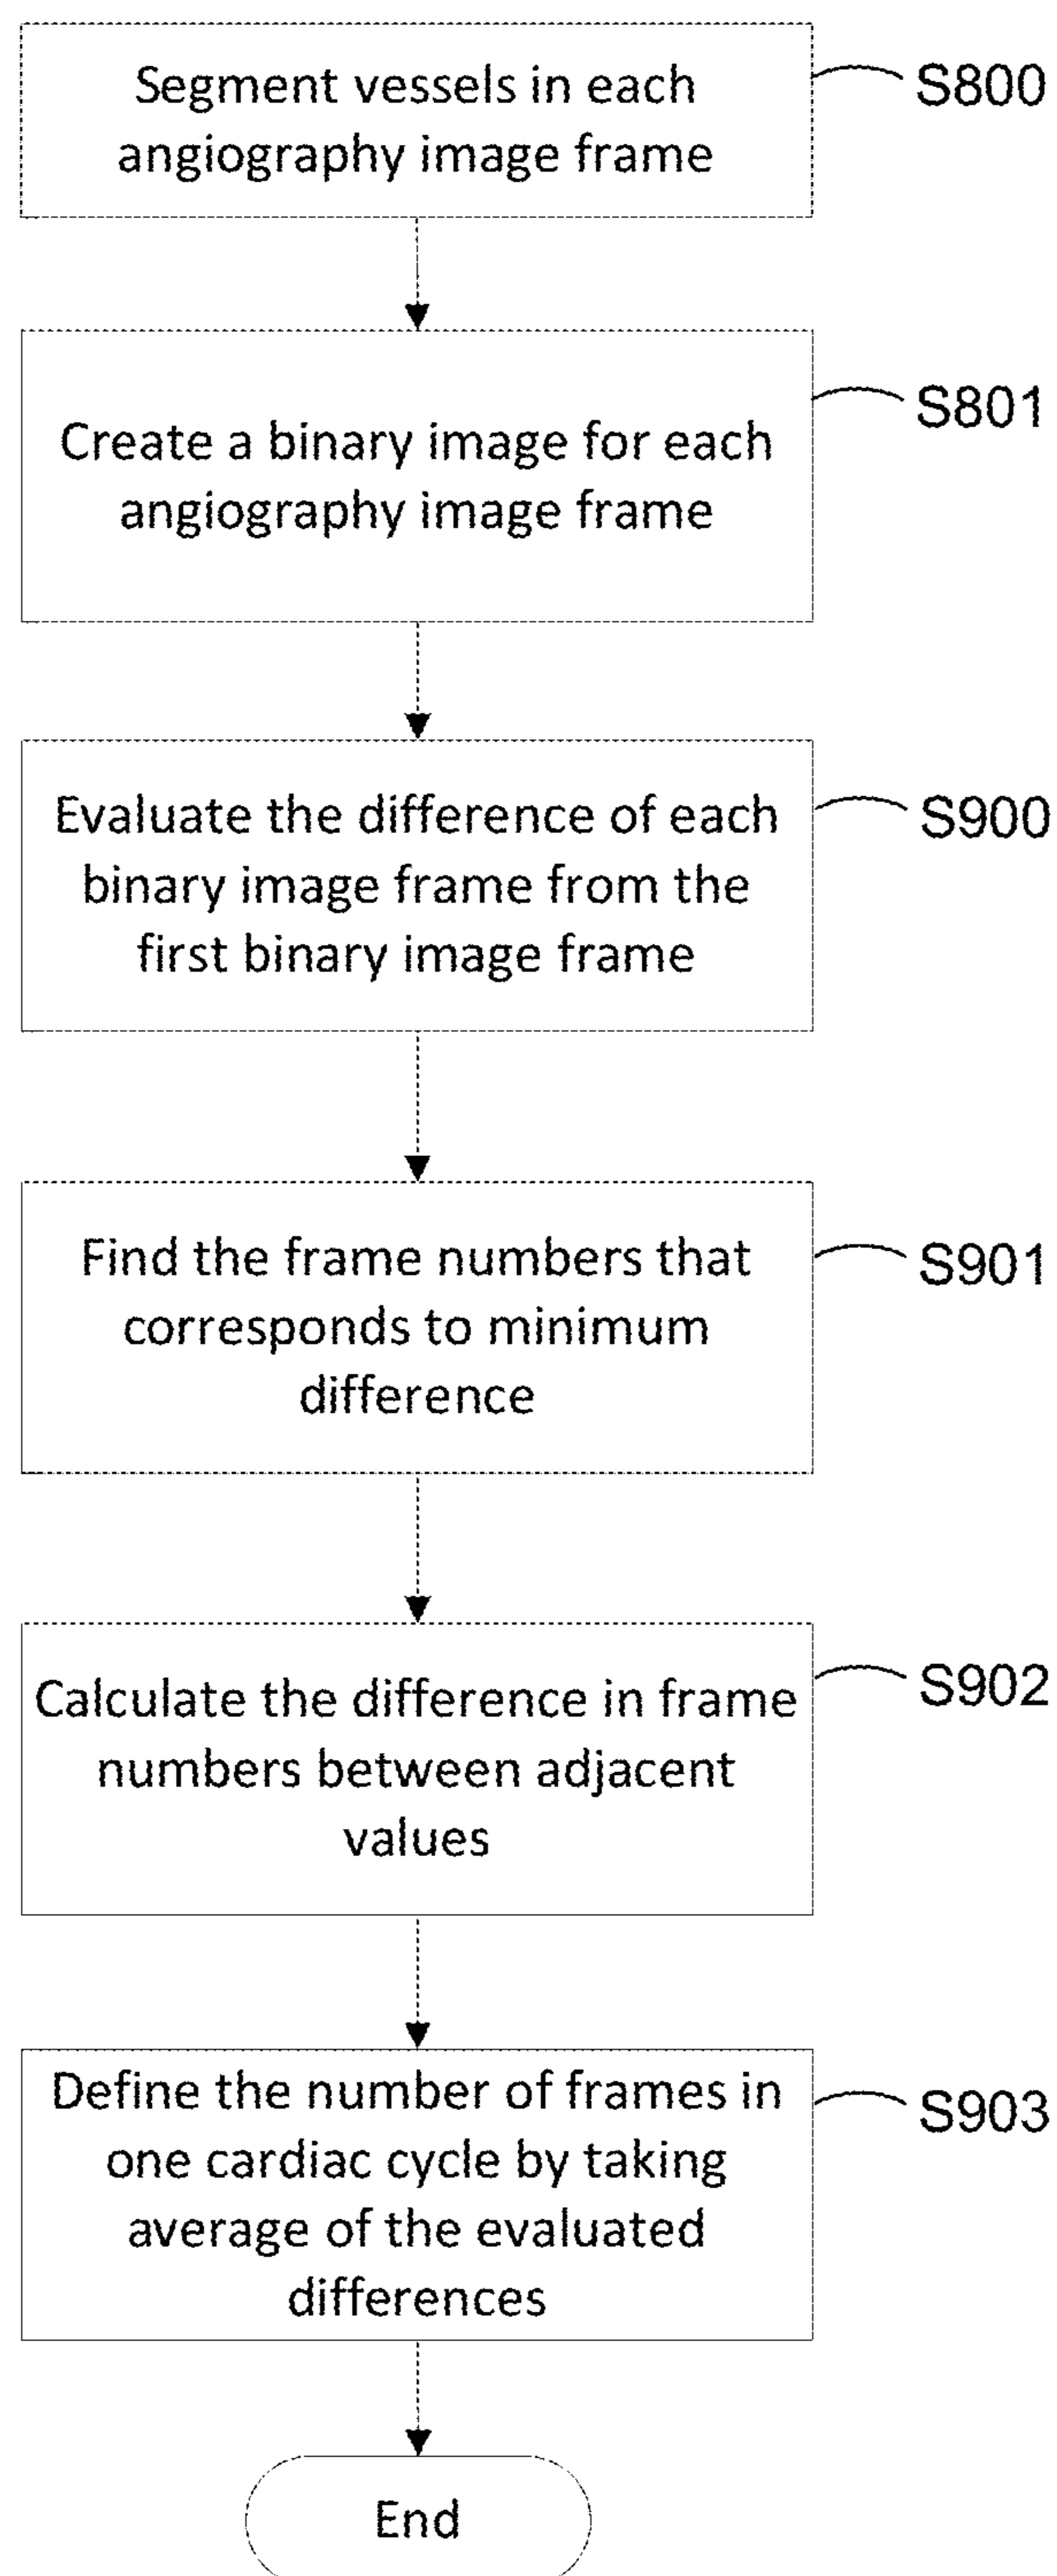 Segment vessels in each
angiography image frame
S800
Create a binary image for each
angiography image frame
S801
Evaluate the difference of each
binary image frame from the
first binary image frame
S900
Find the frame numbers that
corresponds to minimum
difference
S901
Calculate the difference in frame
numbers between adjacent
values
S902
Define the number of frames in
one cardiac cycle by taking
average of the evaluated
differences
S903
End